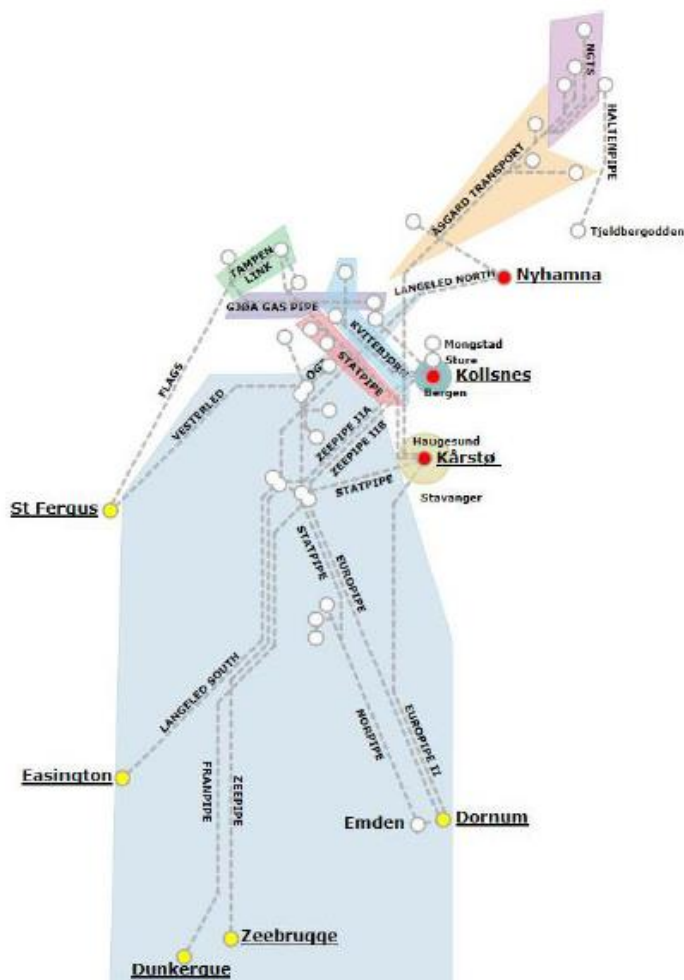 NGTS
HALTENPIPE
ÅSGARD TRANSPORT
Tjeldbergodden
TAMPEN
LINK
LANGELED NORTH
Nyhamna
GJØA GAS PIPE
KVITEBJØRN
Mongstad
Sture
STATPIPE
Kollsnes
FLAGS
Bergen
VESTERLED
ZEEPIPE IIA
ZEEPIPE IIB
Haugesund
Kårstø
STATPIPE
Stavanger
St Fergus
STATPIPE
EUROPIPE
LANGELED SOUTH
NORPIPE
EUROPIPE II
Easington
FRANPIPE
ZEEPIPE
Emden
Dornum
Zeebrugge
Dunkerque